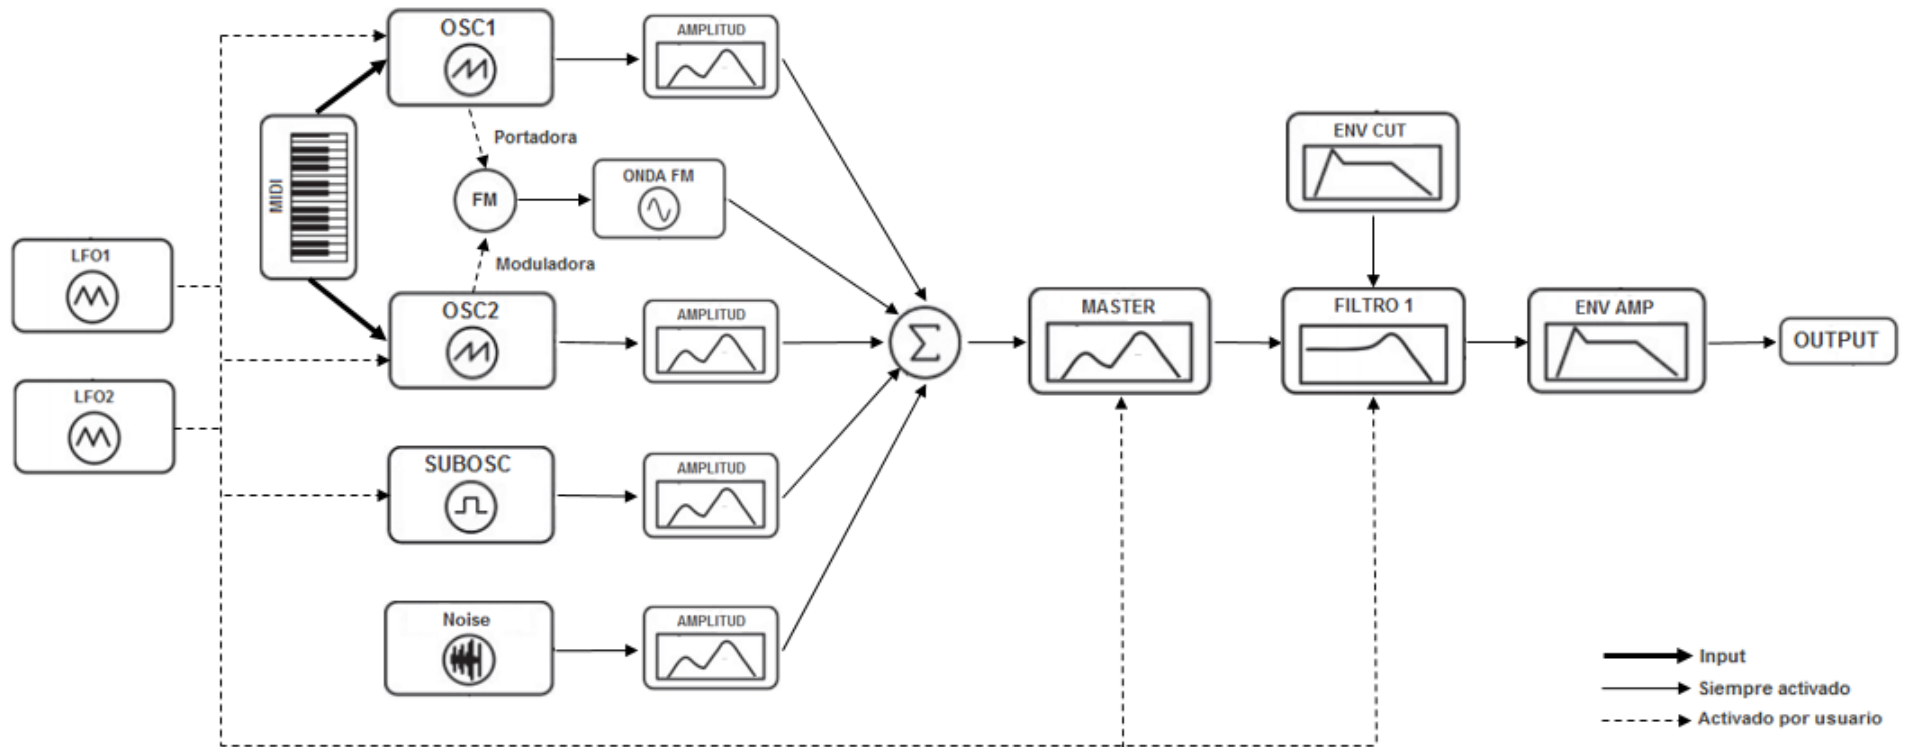 OSC1
AMPLITUD
Portadora
MIDI
FM
ONDA FM
ENV CUT
Moduladora
LFO1
OSC2
AMPLITUD
Σ
MASTER
FILTRO 1
ENV AMP
OUTPUT
LFO2
SUBOSC
AMPLITUD
Noise
AMPLITUD
Input
Siempre activado
Activado por usuario